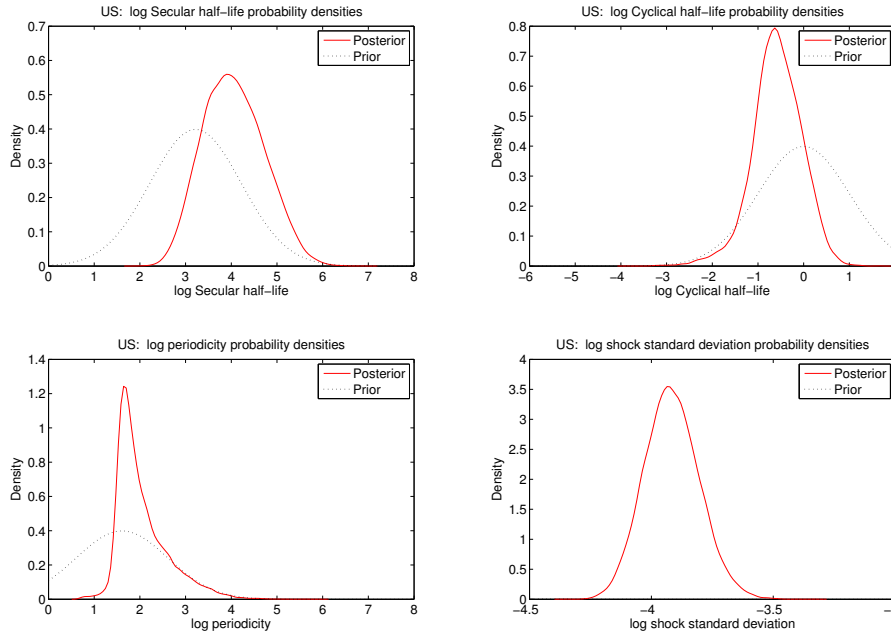 US:  log Secular half−life probability densities
0.7
0.6
0.5
0.4
0.3
0.2
0.1
0
Density
Posterior
Prior
0 1 2 3 4 5 6 7 8
log Secular half−life
US:  log Cyclical half−life probability densities
0.8
0.7
0.6
0.5
0.4
0.3
0.2
0.1
0
Density
Posterior
Prior
−6 −5 −4 −3 −2 −1 0 1
log Cyclical half−life
US:  log periodicity probability densities
1.4
1.2
1
0.8
0.6
0.4
0.2
0
Density
Posterior
Prior
0 1 2 3 4 5 6 7 8
log periodicity
US:  log shock standard deviation probability densities
4
3.5
3
2.5
2
1.5
1
0.5
0
Density
Posterior
Prior
−4.5 −4 −3.5
log shock standard deviation